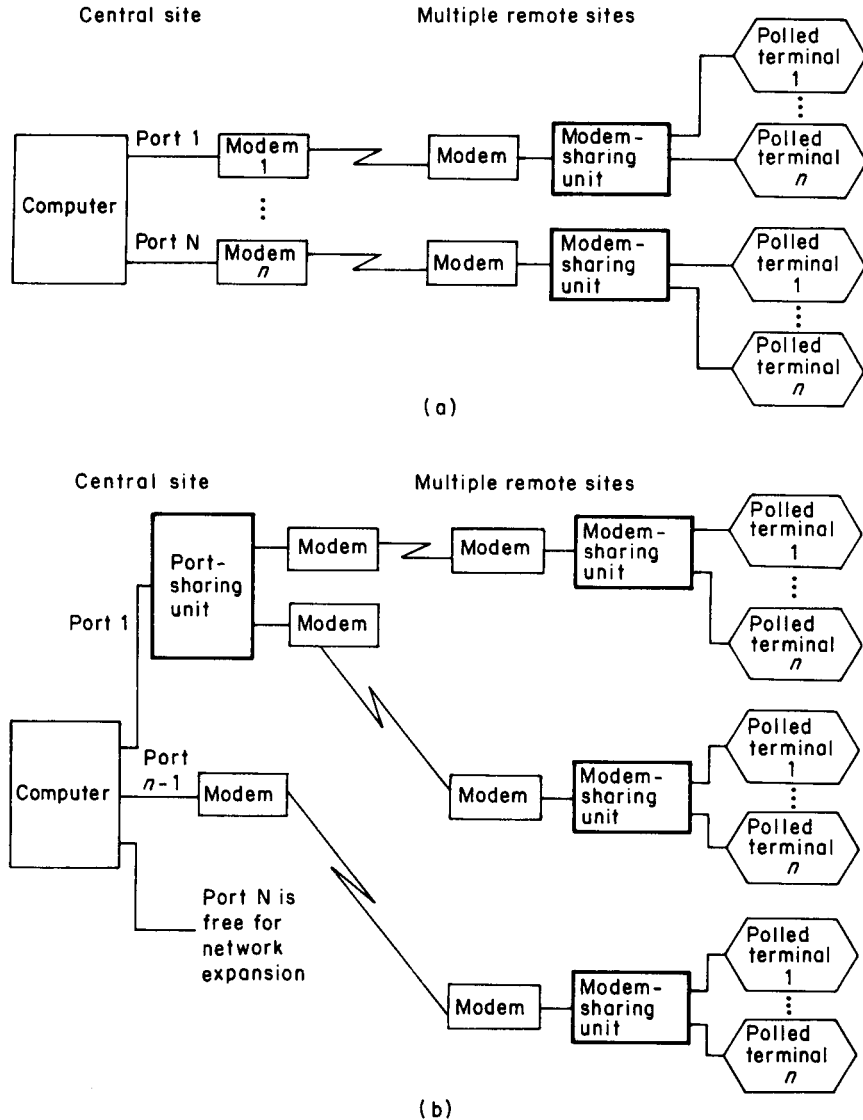 Central site
Multiple remote sites
Polled
terminal
1
Port 1
Modem
1
Modem
Modem-
sharing
unit
Polled
terminal
n
Computer
Port N
Modem
n
Modem
Modem-
sharing
unit
Polled
terminal
1
Polled
terminal
n
(a)
Central site
Multiple remote sites
Port-
sharing
unit
Modem
Modem
Modem-
sharing
unit
Polled
terminal
1
Port 1
Modem
Polled
terminal
n
Computer
Port
n-1
Modem
Modem
Modem-
sharing
unit
Polled
terminal
1
Polled
terminal
n
Port N is
free for
network
expansion
Modem
Modem-
sharing
unit
Polled
terminal
1
Polled
terminal
n
(b)